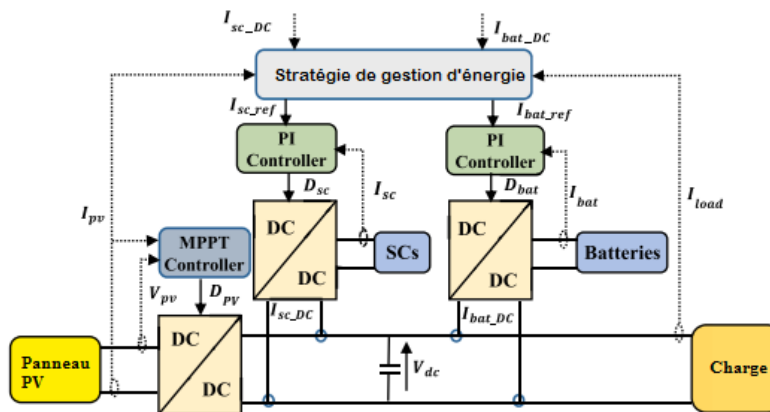 I_sc_DC
I_bat_DC
Stratégie de gestion d'énergie
I_sc_ref
I_bat_ref
PI
Controller
PI
Controller
D_sc
I_sc
D_bat
I_bat
I_load
I_pv
MPPT
Controller
DC
DC
SCs
DC
DC
Batteries
V_pv
D_PV
I_sc_DC
I_bat_DC
DC
DC
Panneau
PV
V_dc
Charge